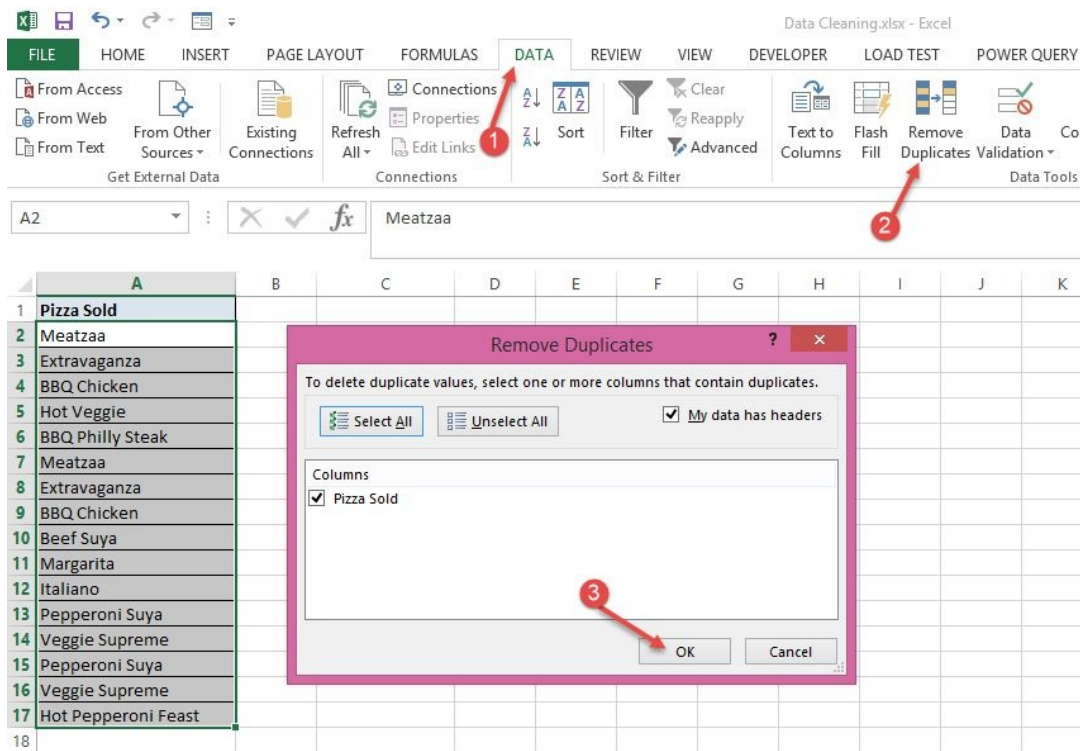 Data Cleaning.xlsx - Excel
FILE HOME INSERT PAGE LAYOUT FORMULAS DATA REVIEW VIEW DEVELOPER LOAD TEST POWER QUERY
From Access
From Web
From Text
From Other
Sources
Get External Data
Existing
Connections
Refresh
All
Connections
Properties
Edit Links
Connections
1
Sort
Filter
Clear
Reapply
Advanced
Sort & Filter
Text to
Columns
Flash
Fill
Remove
Duplicates
Data
Validation
Co
Data Tools
2
A2
fx
Meatzaa
A B C D E F G H I J K
1 Pizza Sold
2 Meatzaa
3 Extravaganza
4 BBQ Chicken
5 Hot Veggie
6 BBQ Philly Steak
7 Meatzaa
8 Extravaganza
9 BBQ Chicken
10 Beef Suya
11 Margarita
12 Italiano
13 Pepperoni Suya
14 Veggie Supreme
15 Pepperoni Suya
16 Veggie Supreme
17 Hot Pepperoni Feast
18
Remove Duplicates ? ×
To delete duplicate values, select one or more columns that contain duplicates.
Select All Unselect All My data has headers
Columns
Pizza Sold
3
OK Cancel